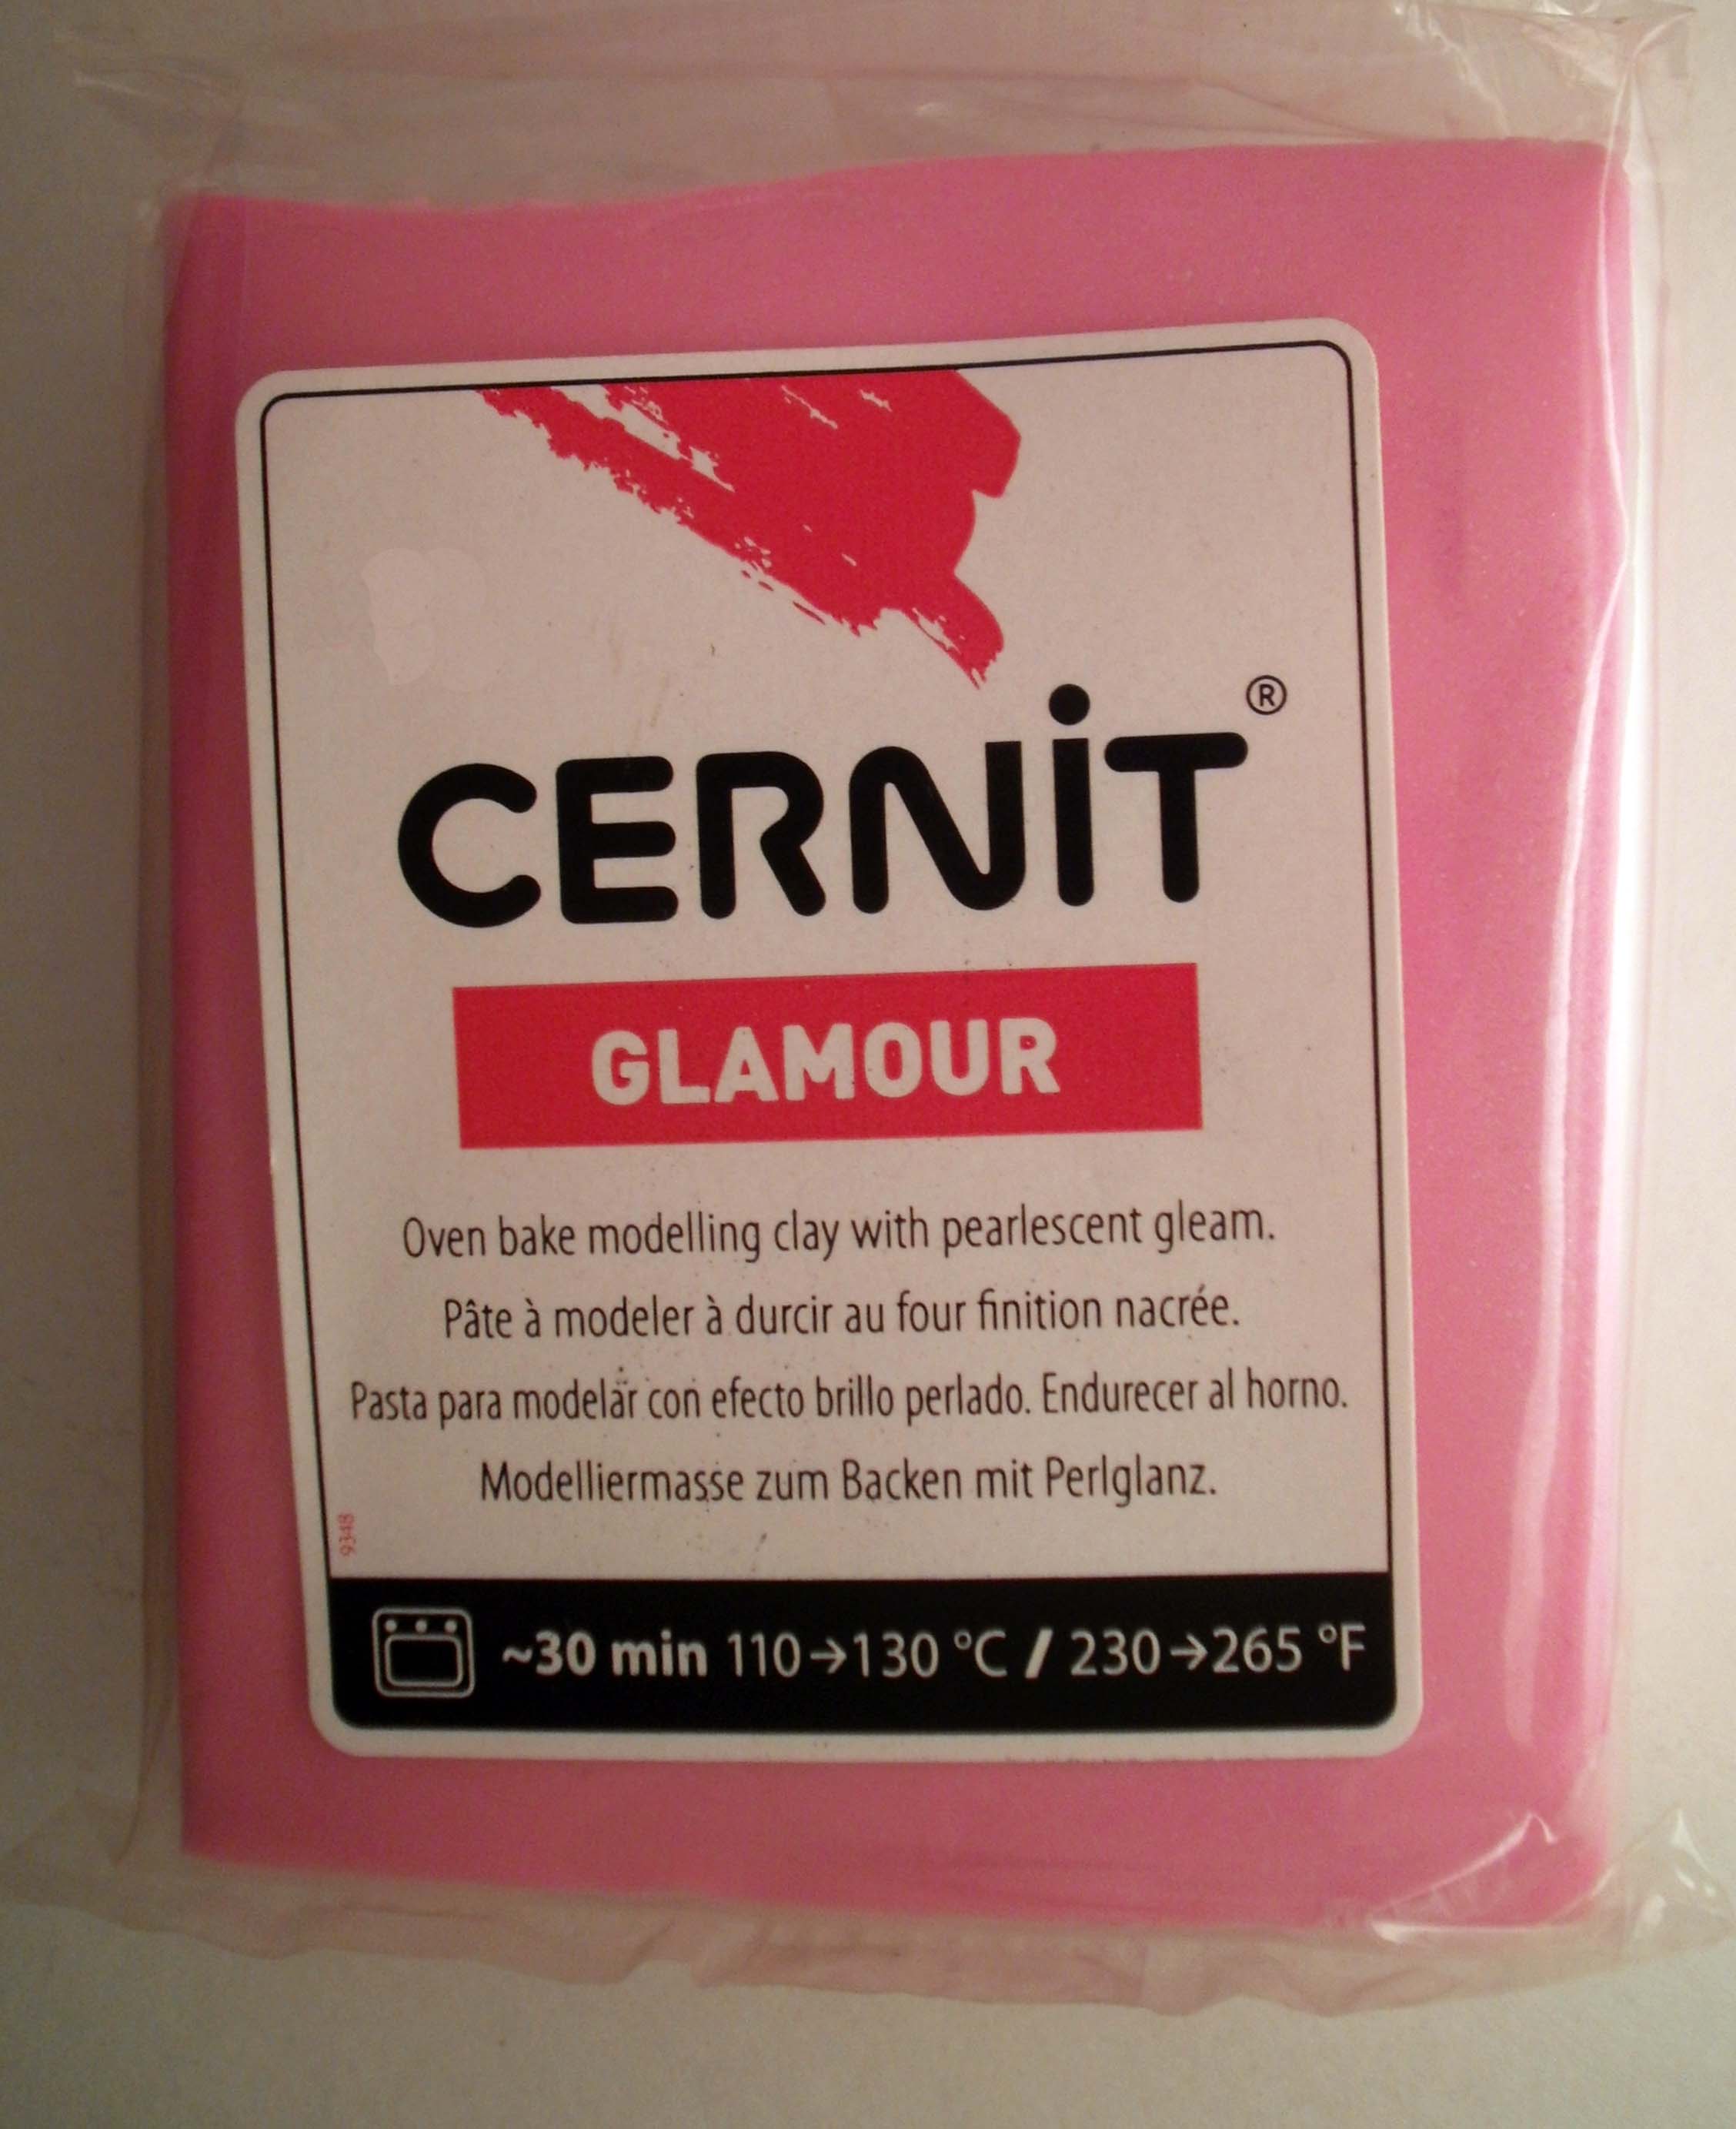 CERNiT®
GLAMOUR
Oven bake modelling clay with pearlescent gleam.
Pâte à modeler à durcir au four finition nacrée.
Pasta para modelar con efecto brillo perlado. Endurecer al horno.
Modelliermasse zum Backen mit Perlglanz.
9348
~30 min 110→130 °C / 230→265 °F